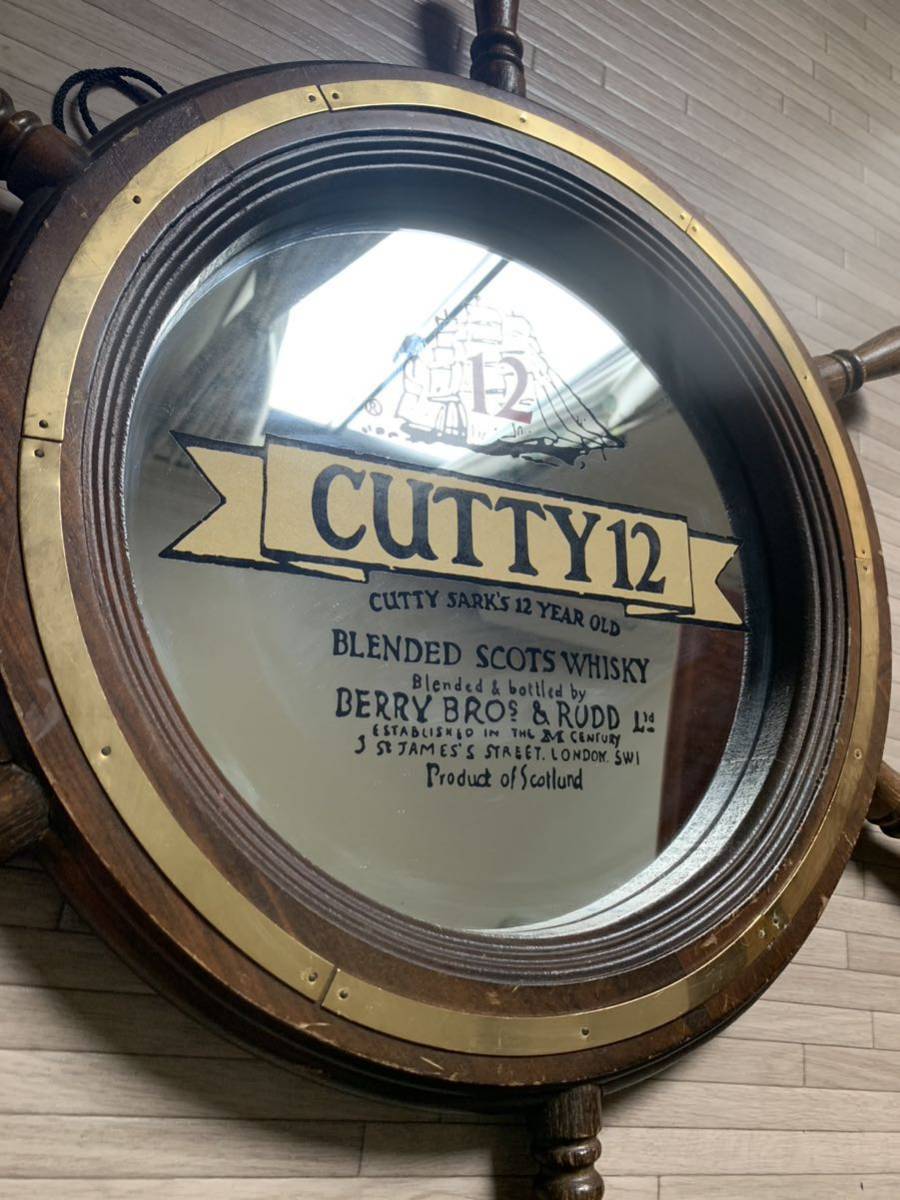 12
®
CUTTY 12
CUTTY SARK'S 12 YEAR OLD
BLENDED SCOTS WHISKY
Blended & bottled by
BERRY BROS & RUDD Ltd
ESTABLISHED IN THE CENTURY
3 ST JAMES'S STREET. LONDON. SW1
Product of Scotland